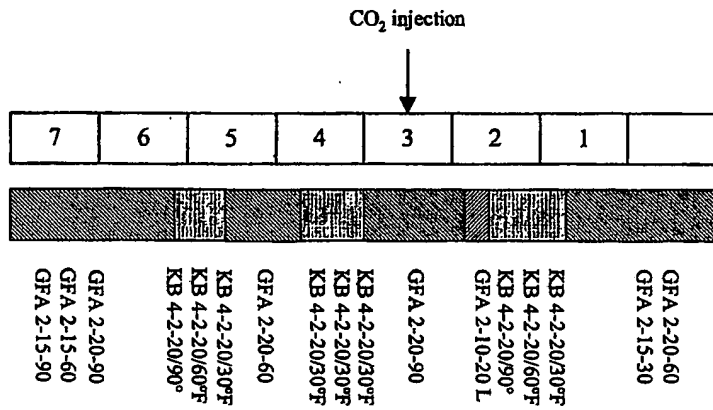 CO₂ injection
7 6 5 4 3 2 1
GFA 2-15-90
GFA 2-15-60
GFA 2-20-90
KB 4-2-20/90°
KB 4-2-20/60°F
KB 4-2-20/30°F
GFA 2-20-60
KB 4-2-20/30°F
KB 4-2-20/30°F
KB 4-2-20/30°F
GFA 2-20-90
GFA 2-10-20 L
KB 4-2-20/90°
KB 4-2-20/60°F
KB 4-2-20/30°F
GFA 2-15-30
GFA 2-20-60